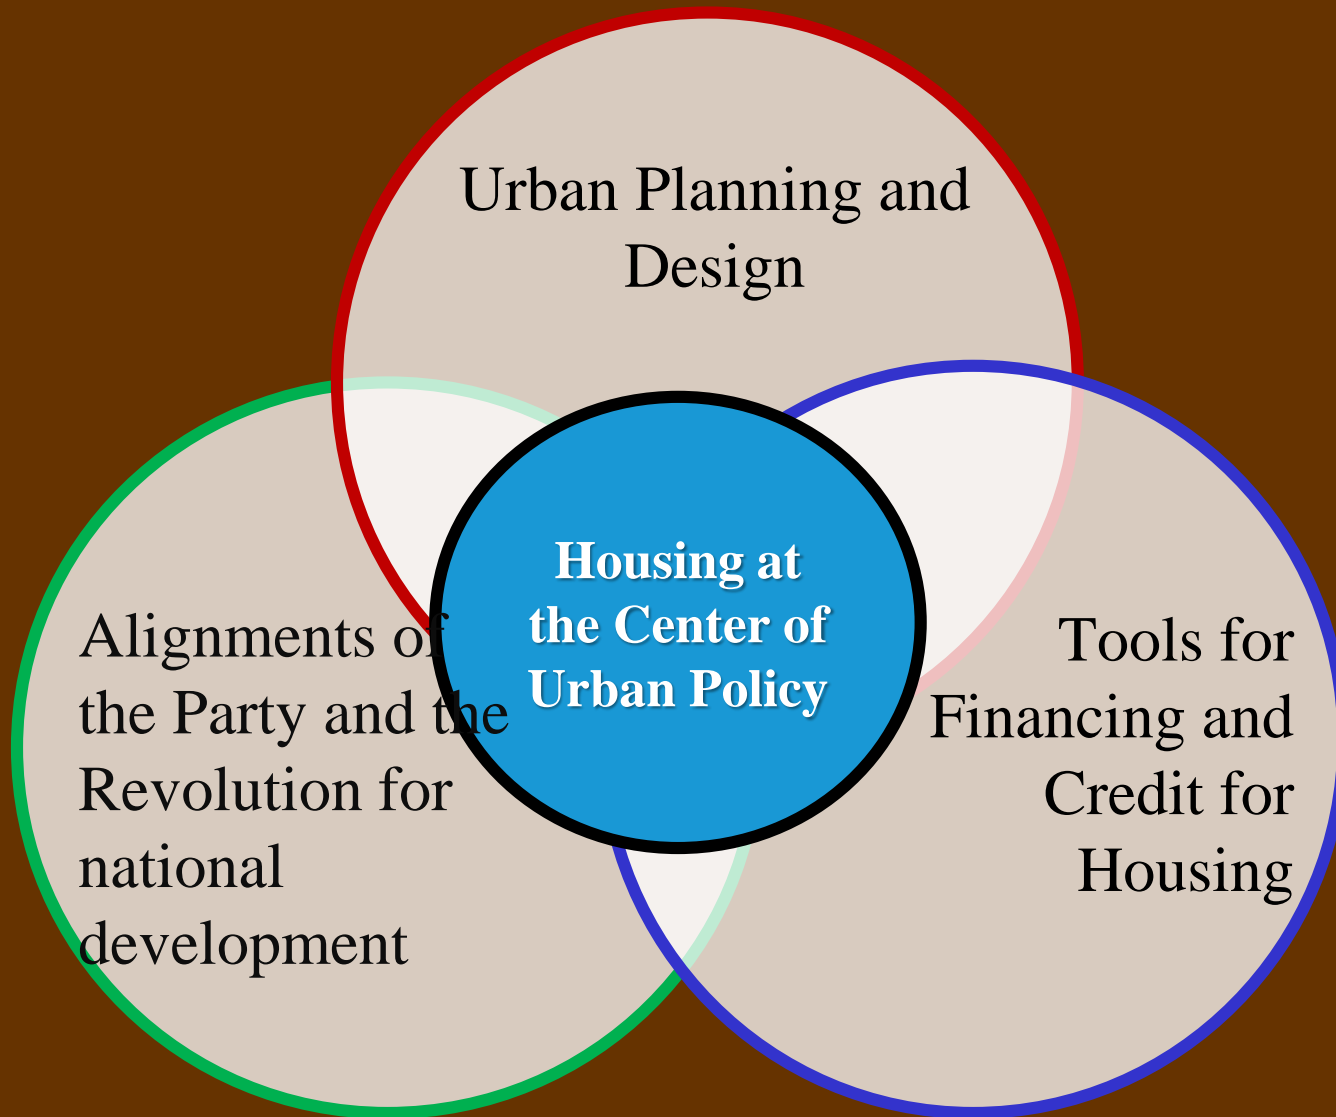 Urban Planning and
Design
Housing at
the Center of
Urban Policy
Alignments of
the Party and the
Revolution for
national
development
Tools for
Financing and
Credit for
Housing